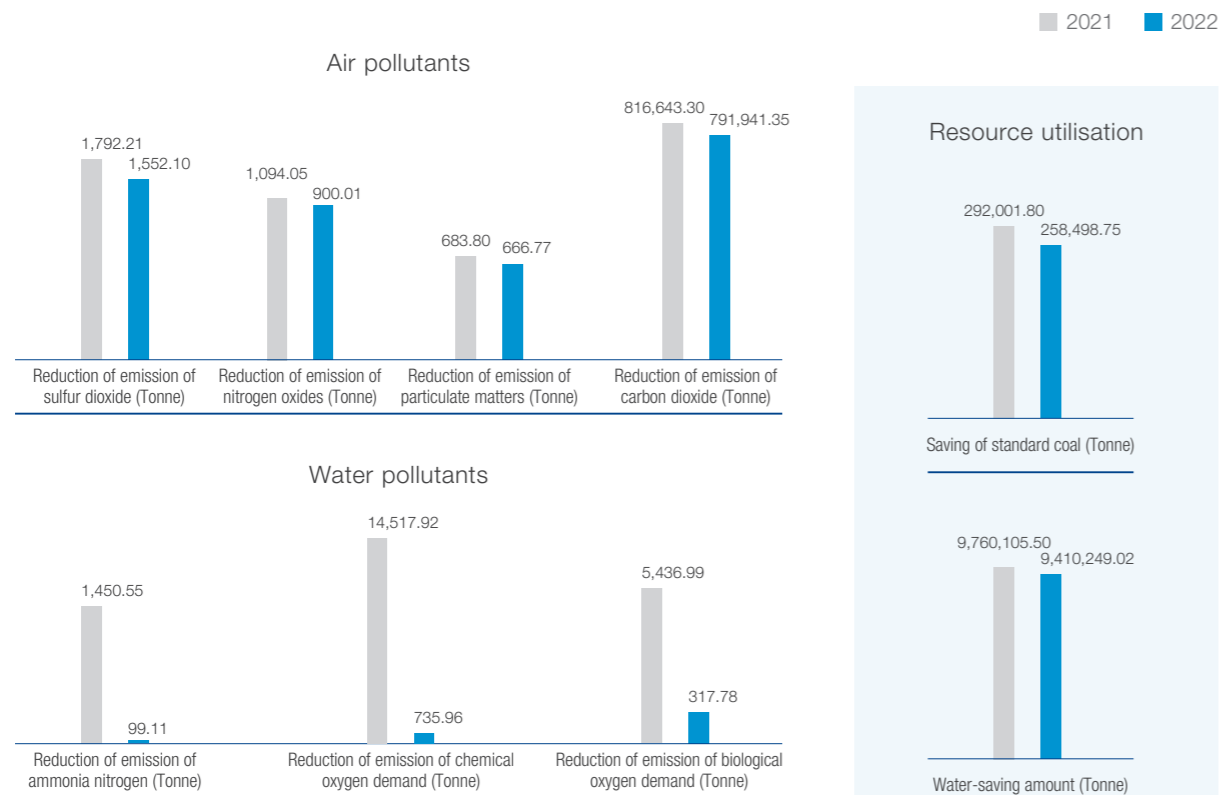 2021 2022
Air pollutants
1,792.21
1,552.10
1,094.05
900.01
683.80
666.77
816,643.30
791,941.35
Reduction of emission of
sulfur dioxide (Tonne)
Reduction of emission of
nitrogen oxides (Tonne)
Reduction of emission of
particulate matters (Tonne)
Reduction of emission of
carbon dioxide (Tonne)
Water pollutants
1,450.55
99.11
14,517.92
735.96
5,436.99
317.78
Reduction of emission of
ammonia nitrogen (Tonne)
Reduction of emission of chemical
oxygen demand (Tonne)
Reduction of emission of biological
oxygen demand (Tonne)
Resource utilisation
292,001.80
258,498.75
Saving of standard coal (Tonne)
9,760,105.50
9,410,249.02
Water-saving amount (Tonne)